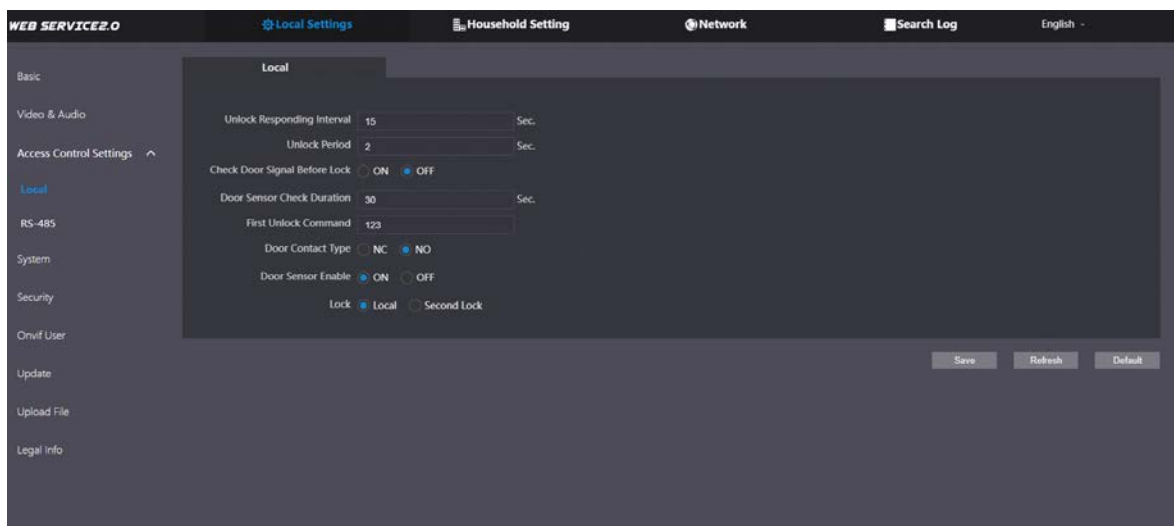 WEB SERVICE2.0 Local Settings Household Setting Network Search Log English
Basic
Video & Audio
Access Control Settings
Local
RS-485
System
Security
Onvif User
Update
Upload File
Legal Info
Local
Unlock Responding Interval 15 Sec.
Unlock Period 2 Sec.
Check Door Signal Before Lock ON OFF
Door Sensor Check Duration 30 Sec.
First Unlock Command 123
Door Contact Type NC NO
Door Sensor Enable ON OFF
Lock Local Second Lock
Save Refresh Default